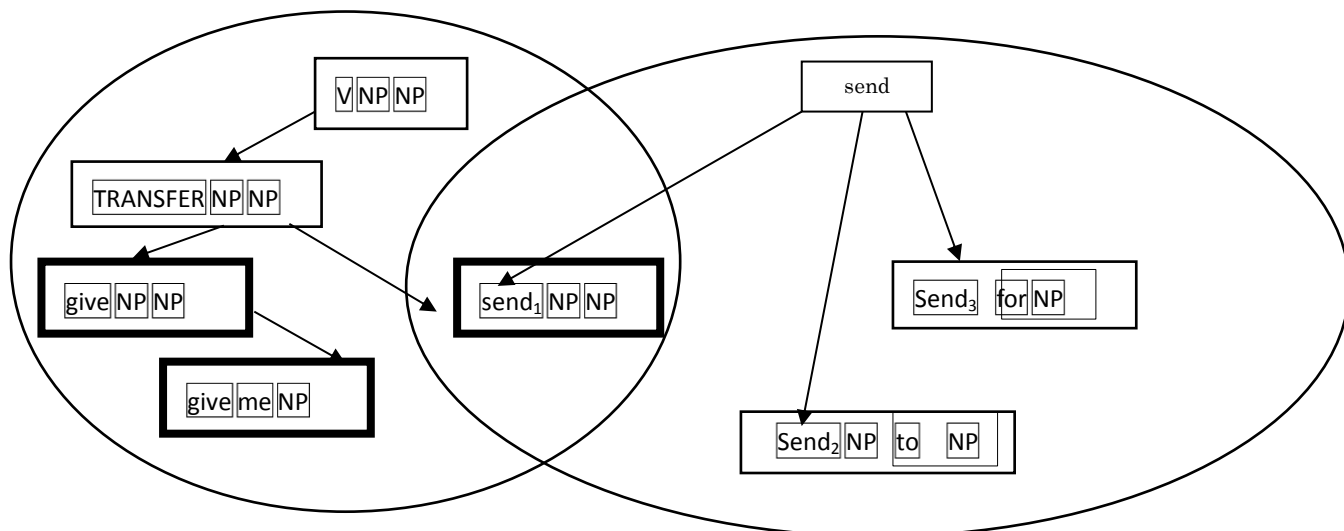 V NP NP
send
TRANSFER NP NP
give NP NP
send₁ NP NP
Send₃ for NP
give me NP
Send₂ NP to NP